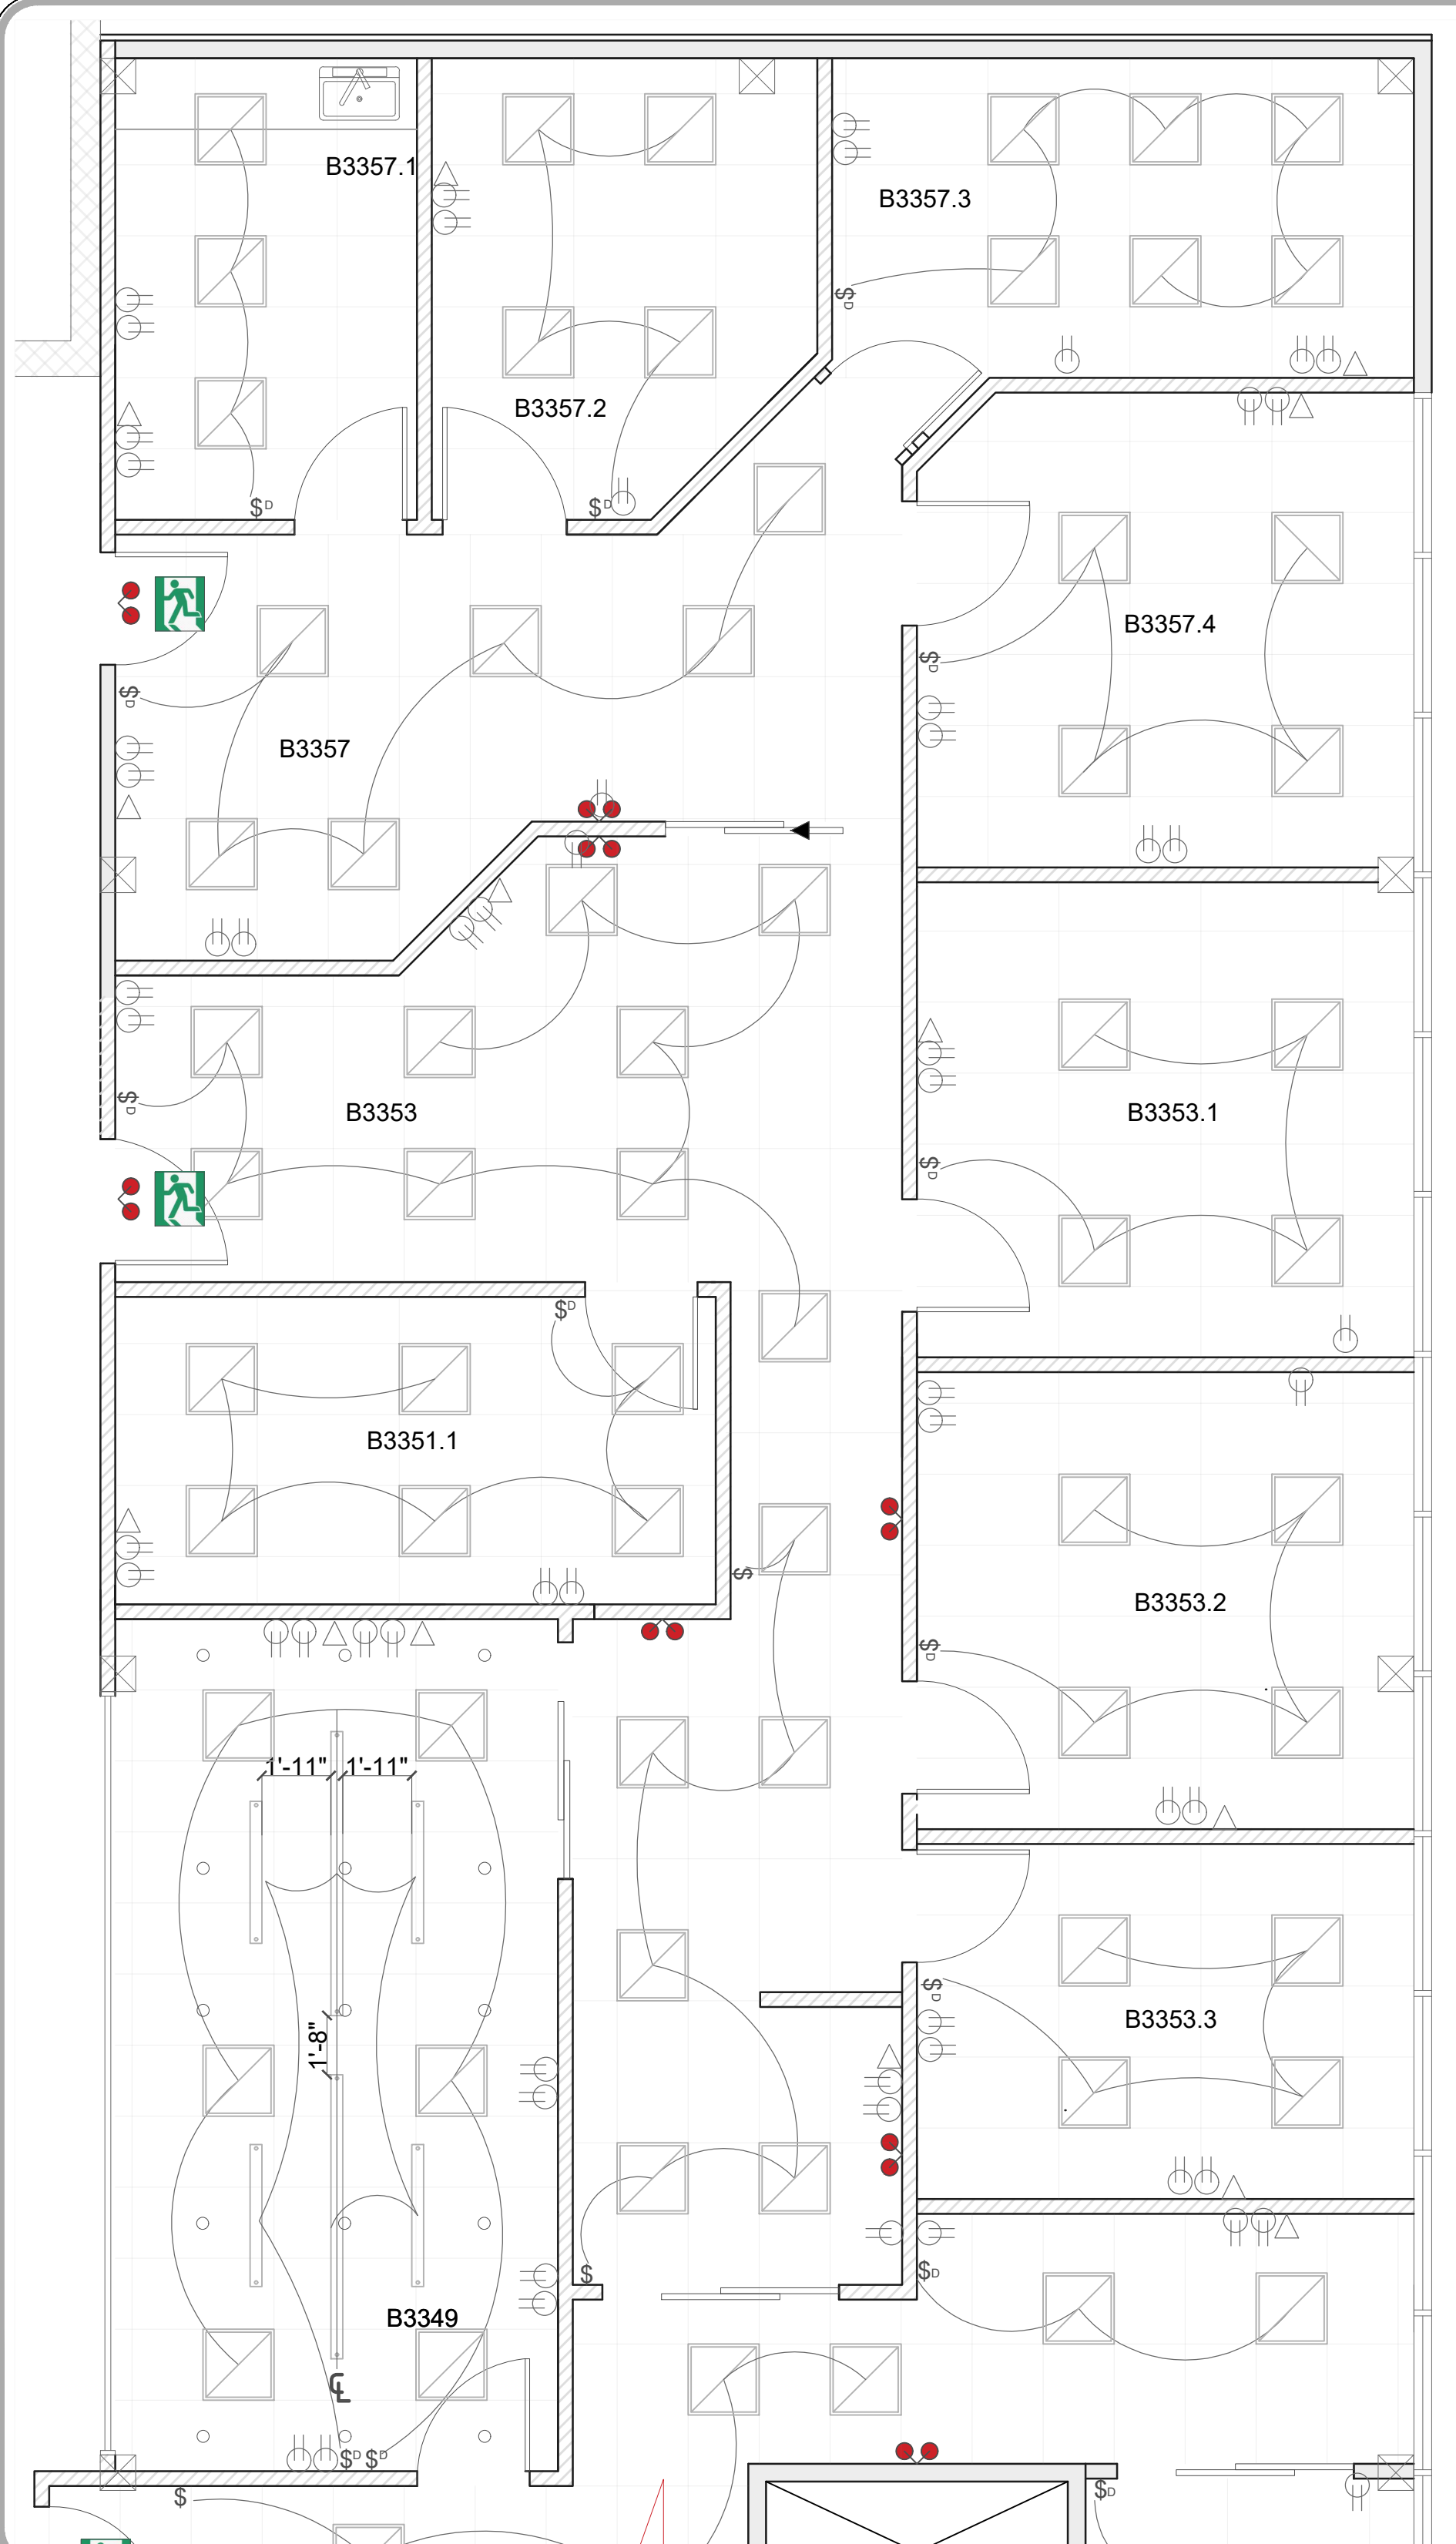 B3357.1
B3357.3
$D
B3357.2
$D
$D
B3357.4
$D
$D
B3357
B3353
$D
B3353.1
$D
$D
B3351.1
$
B3353.2
$D
1'-11" 1'-11"
$D
B3353.3
1'-8"
$D
$
B3349
℄
$D $D
$
$D